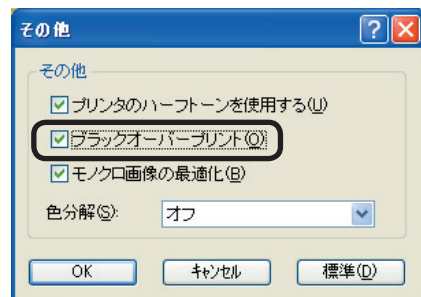 その他
その他
プリンタのハーフトーンを使用する(U)
ブラックオーバープリント(O)
モノクロ画像の最適化(B)
色分解(S): オフ
OK キャンセル 標準(D)